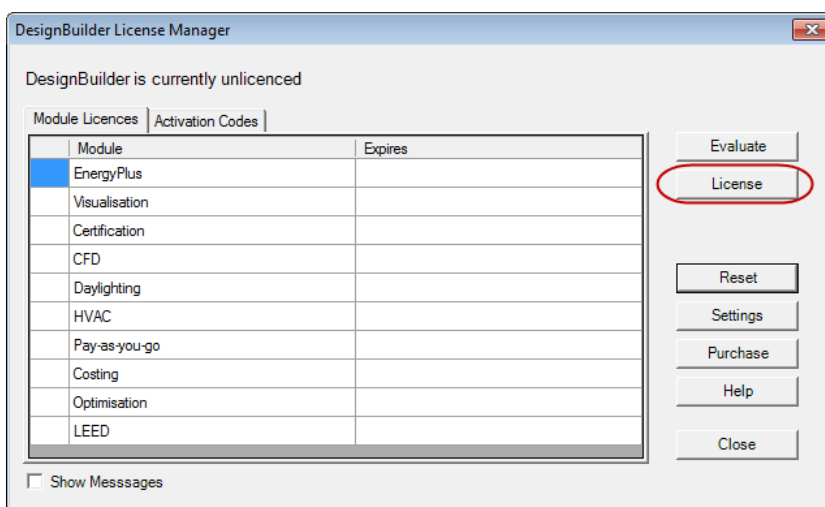 DesignBuilder License Manager
DesignBuilder is currently unlicenced
Module Licences Activation Codes
Module Expires
EnergyPlus
Visualisation
Certification
CFD
Daylighting
HVAC
Pay-as-you-go
Costing
Optimisation
LEED
Evaluate
License
Reset
Settings
Purchase
Help
Close
Show Messsages